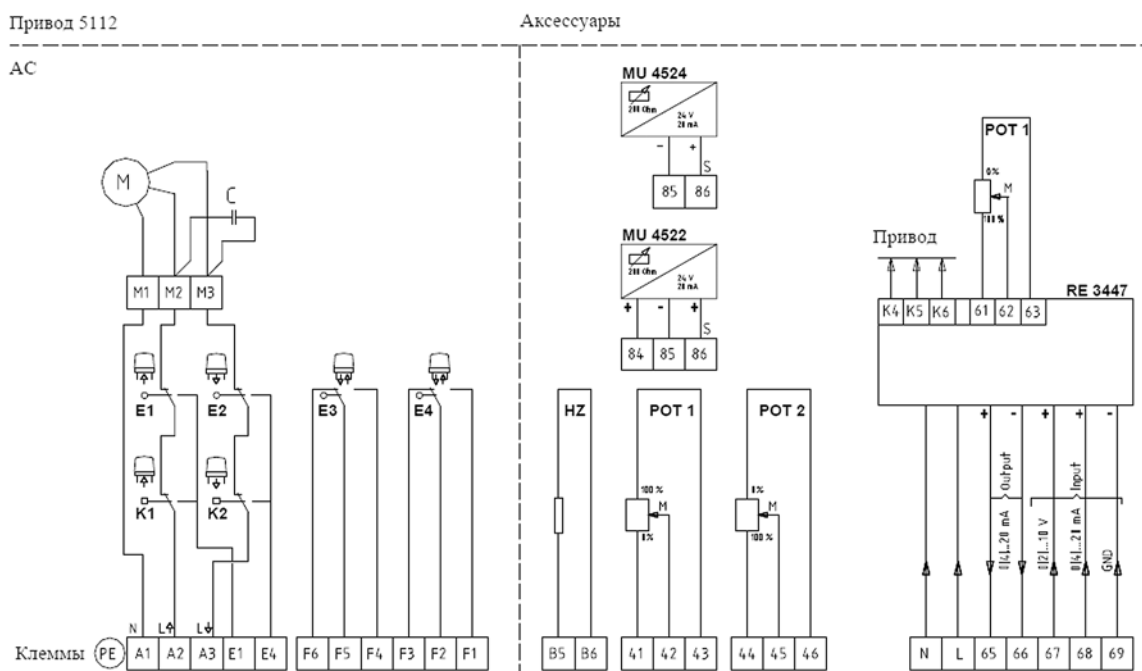 Привод 5112
Аксессуары
АС
M
C
M1 M2 M3
E1 E2 E3 E4
K1 K2
N L L
Клеммы PE A1 A2 A3 E1 E4 F6 F5 F4 F3 F2 F1
MU 4524
200 Ohm
24 V
20 mA
- + S
85 86
MU 4522
200 Ohm
24 V
20 mA
+ - + S
84 85 86
HZ
B5 B6
POT 1
100 %
M
0%
41 42 43
POT 2
0%
M
100 %
44 45 46
POT 1
0%
M
100 %
Привод
RE 3447
K4 K5 K6 61 62 63
+ - + + -
0(4)...20 mA Output
0(2)...10 V
0(4)...20 mA Input
GND
N L 65 66 67 68 69